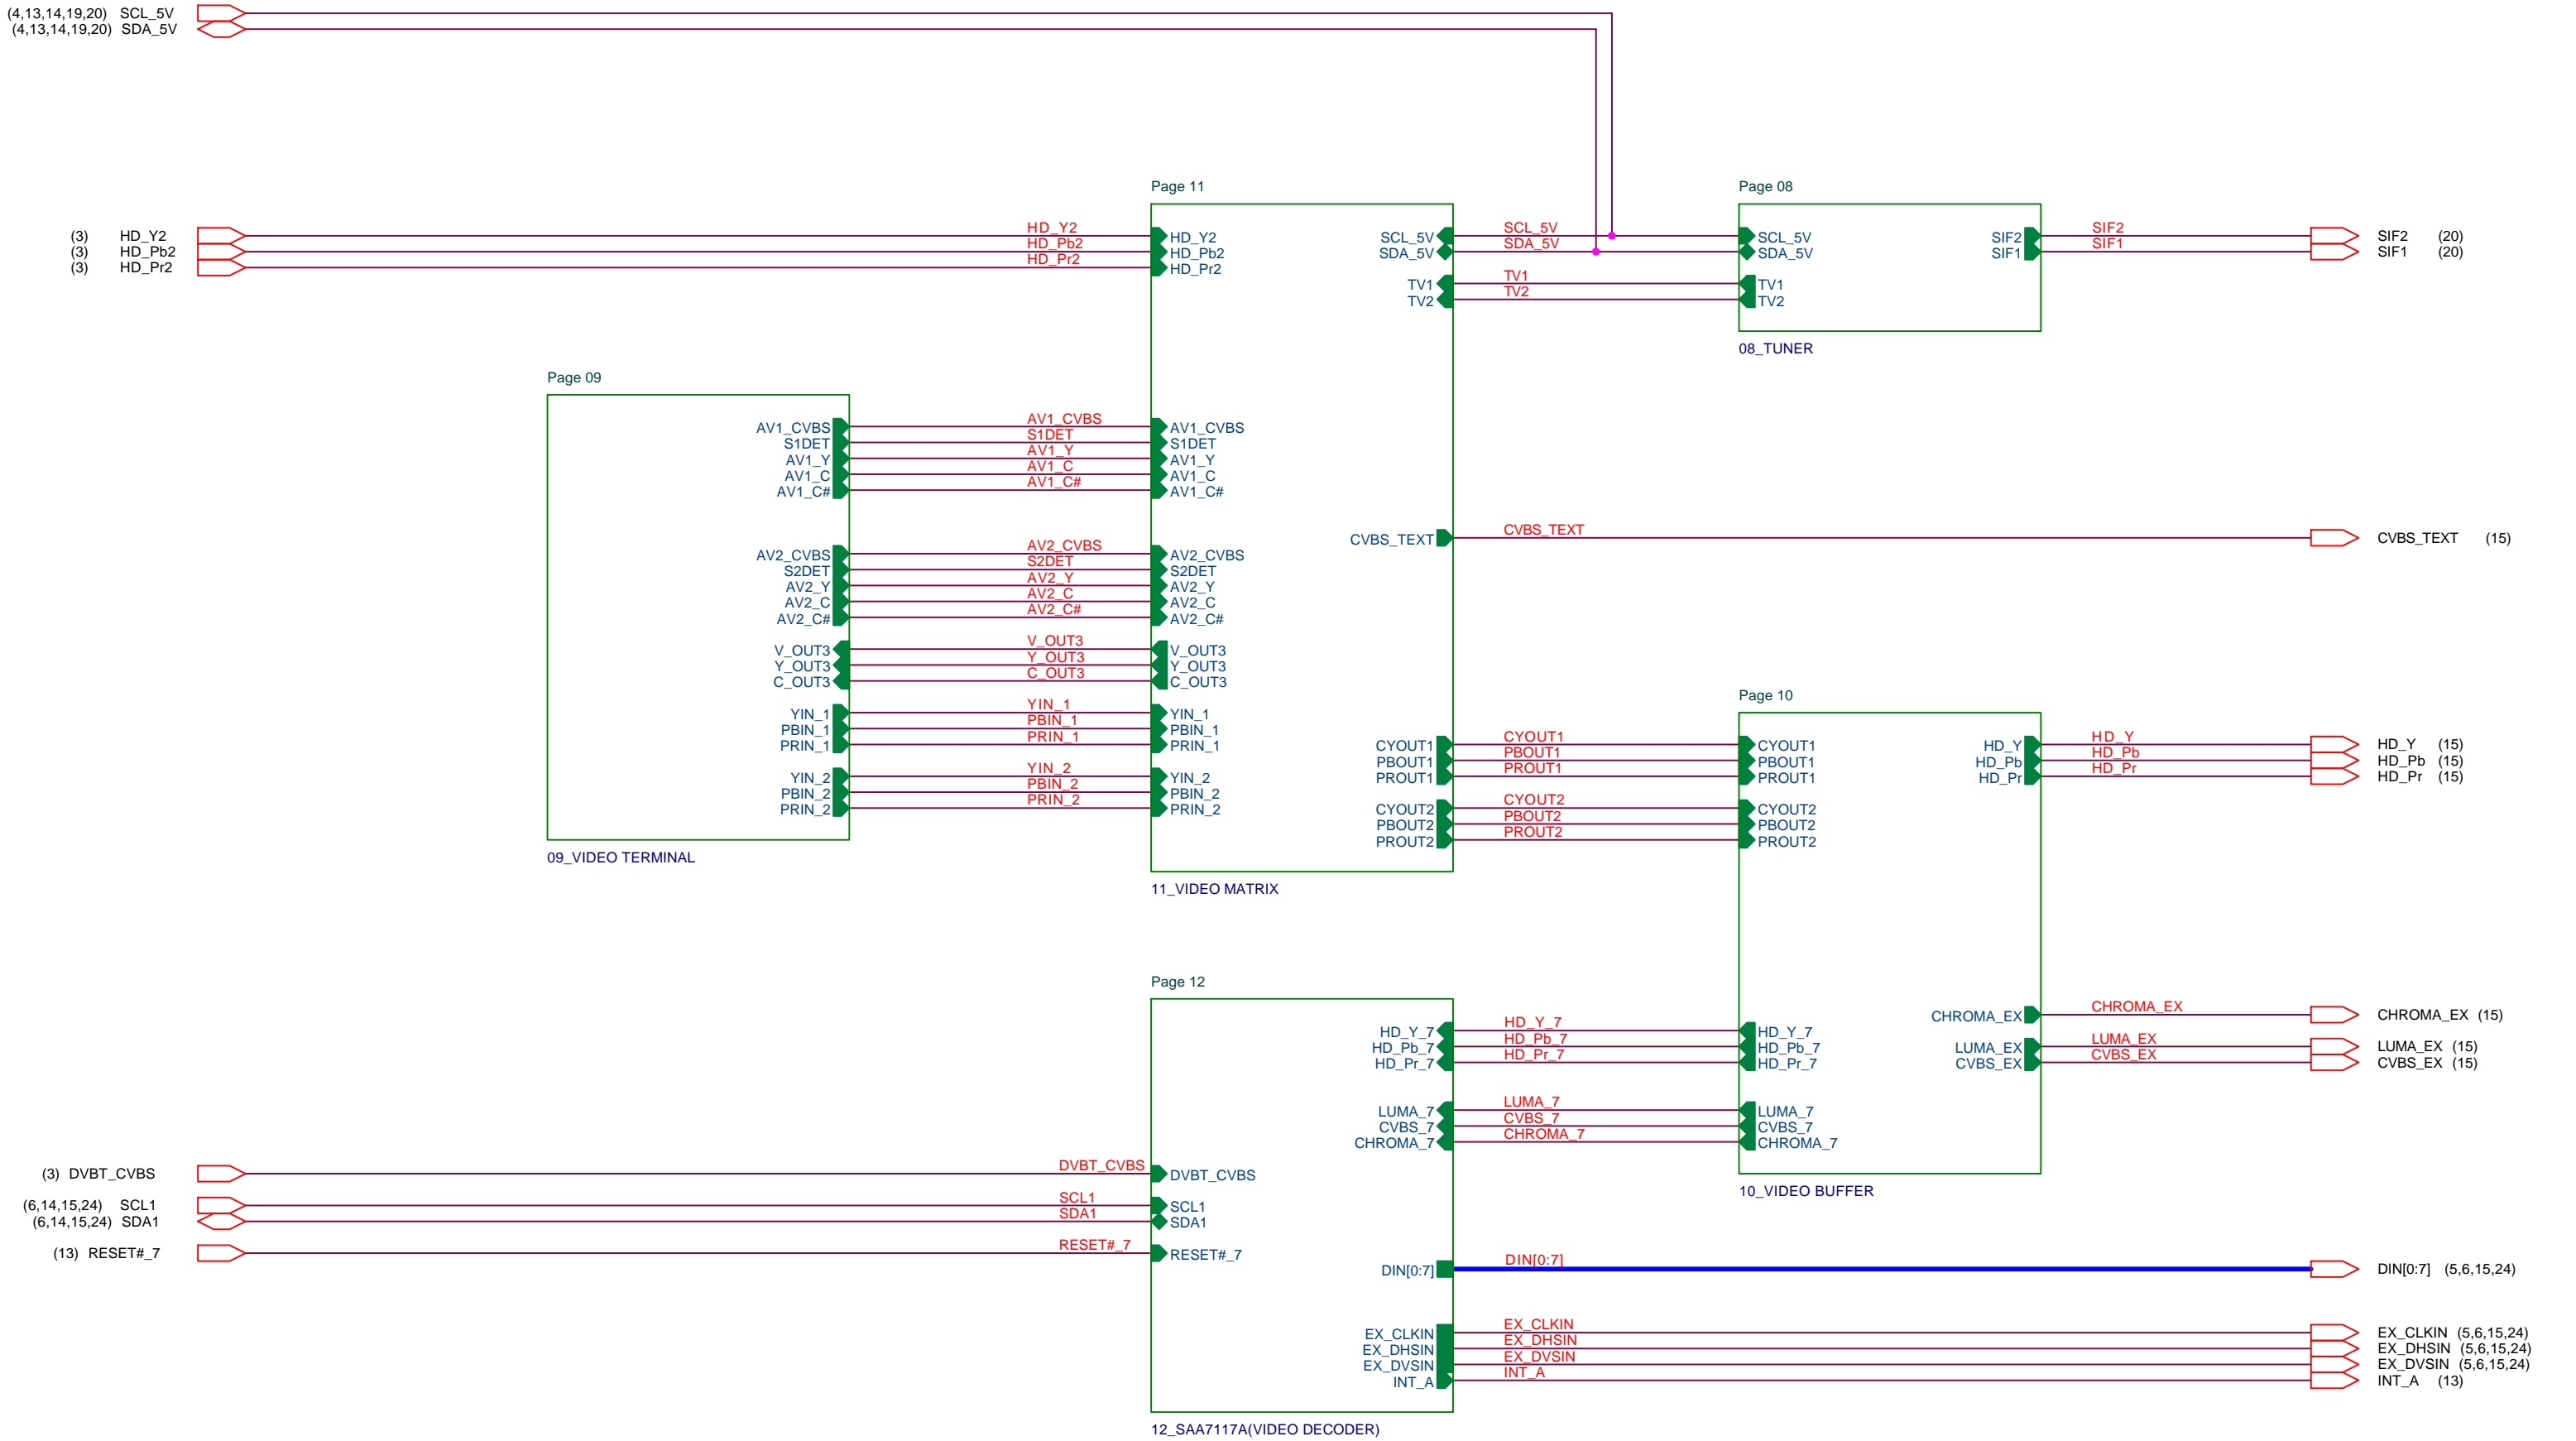 (4,13,14,19,20) SCL_5V
(4,13,14,19,20) SDA_5V
Page 11
Page 08
(3) HD_Y2
(3) HD_Pb2
(3) HD_Pr2
HD_Y2
HD_Pb2
HD_Pr2
HD_Y2
HD_Pb2
HD_Pr2
SCL_5V
SDA_5V
TV1
TV2
SCL_5V
SDA_5V
TV1
TV2
SCL_5V
SDA_5V
TV1
TV2
SIF2
SIF1
SIF2
SIF1
SIF2 (20)
SIF1 (20)
08_TUNER
Page 09
AV1_CVBS
S1DET
AV1_Y
AV1_C
AV1_C#
AV1_CVBS
S1DET
AV1_Y
AV1_C
AV1_C#
AV1_CVBS
S1DET
AV1_Y
AV1_C
AV1_C#
CVBS_TEXT
CVBS_TEXT
CVBS_TEXT (15)
AV2_CVBS
S2DET
AV2_Y
AV2_C
AV2_C#
AV2_CVBS
S2DET
AV2_Y
AV2_C
AV2_C#
AV2_CVBS
S2DET
AV2_Y
AV2_C
AV2_C#
V_OUT3
Y_OUT3
C_OUT3
V_OUT3
Y_OUT3
C_OUT3
V_OUT3
Y_OUT3
C_OUT3
YIN_1
PBIN_1
PRIN_1
YIN_1
PBIN_1
PRIN_1
YIN_1
PBIN_1
PRIN_1
YIN_2
PBIN_2
PRIN_2
YIN_2
PBIN_2
PRIN_2
YIN_2
PBIN_2
PRIN_2
09_VIDEO TERMINAL
Page 10
CYOUT1
PBOUT1
PROUT1
CYOUT1
PBOUT1
PROUT1
CYOUT1
PBOUT1
PROUT1
CYOUT2
PBOUT2
PROUT2
CYOUT2
PBOUT2
PROUT2
CYOUT2
PBOUT2
PROUT2
HD_Y
HD_Pb
HD_Pr
HD_Y
HD_Pb
HD_Pr
HD_Y (15)
HD_Pb (15)
HD_Pr (15)
11_VIDEO MATRIX
Page 12
HD_Y_7
HD_Pb_7
HD_Pr_7
HD_Y_7
HD_Pb_7
HD_Pr_7
HD_Y_7
HD_Pb_7
HD_Pr_7
LUMA_7
CVBS_7
CHROMA_7
LUMA_7
CVBS_7
CHROMA_7
LUMA_7
CVBS_7
CHROMA_7
CHROMA_EX
LUMA_EX
CVBS_EX
CHROMA_EX
LUMA_EX
CVBS_EX
CHROMA_EX (15)
LUMA_EX (15)
CVBS_EX (15)
10_VIDEO BUFFER
(3) DVBT_CVBS
(6,14,15,24) SCL1
(6,14,15,24) SDA1
(13) RESET#_7
DVBT_CVBS
SCL1
SDA1
RESET#_7
DVBT_CVBS
SCL1
SDA1
RESET#_7
DIN[0:7]
DIN[0:7]
DIN[0:7] (5,6,15,24)
EX_CLKIN
EX_DHSIN
EX_DVSIN
INT_A
EX_CLKIN
EX_DHSIN
EX_DVSIN
INT_A
EX_CLKIN (5,6,15,24)
EX_DHSIN (5,6,15,24)
EX_DVSIN (5,6,15,24)
INT_A (13)
12_SAA7117A(VIDEO DECODER)